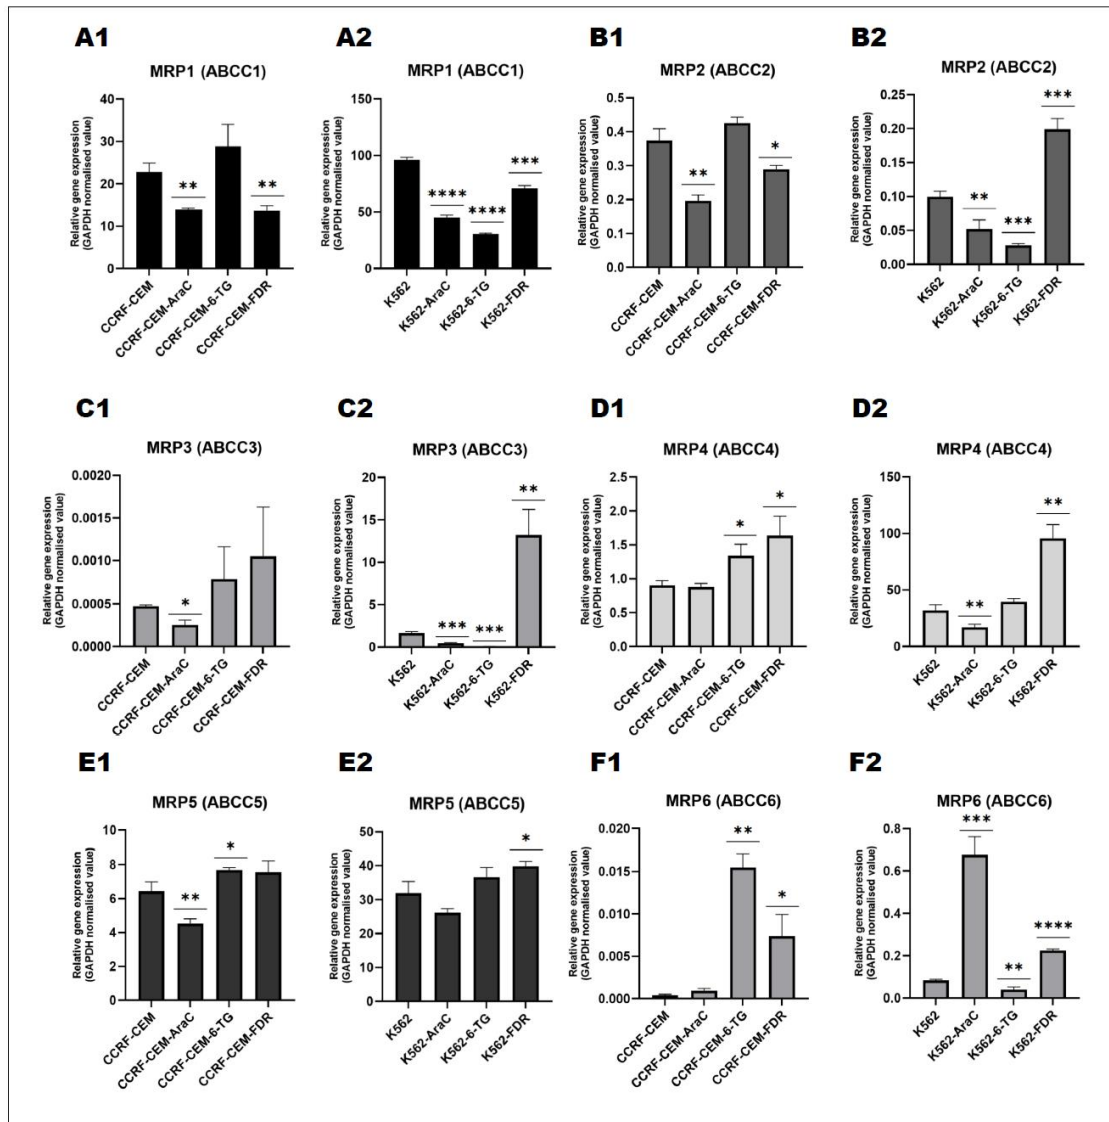 A1
MRP1 (ABCC1)
Relative gene expression
(GAPDH normalised value)
40
30
20
10
0
**
**
CCRF-CEM
CCRF-CEM-AraC
CCRF-CEM-6-TG
CCRF-CEM-FDR
A2
MRP1 (ABCC1)
Relative gene expression
(GAPDH normalised value)
150
100
50
0
****
****
***
K562
K562-AraC
K562-6-TG
K562-FDR
B1
MRP2 (ABCC2)
Relative gene expression
(GAPDH normalised value)
0.5
0.4
0.3
0.2
0.1
0.0
**
*
CCRF-CEM
CCRF-CEM-AraC
CCRF-CEM-6-TG
CCRF-CEM-FDR
B2
MRP2 (ABCC2)
Relative gene expression
(GAPDH normalised value)
0.25
0.20
0.15
0.10
0.05
0.00
**
***
***
K562
K562-AraC
K562-6-TG
K562-FDR
C1
MRP3 (ABCC3)
Relative gene expression
(GAPDH normalised value)
0.0020
0.0015
0.0010
0.0005
0.0000
*
CCRF-CEM
CCRF-CEM-AraC
CCRF-CEM-6-TG
CCRF-CEM-FDR
C2
MRP3 (ABCC3)
Relative gene expression
(GAPDH normalised value)
20
15
10
5
0
***
***
**
K562
K562-AraC
K562-6-TG
K562-FDR
D1
MRP4 (ABCC4)
Relative gene expression
(GAPDH normalised value)
2.5
2.0
1.5
1.0
0.5
0.0
*
*
CCRF-CEM
CCRF-CEM-AraC
CCRF-CEM-6-TG
CCRF-CEM-FDR
D2
MRP4 (ABCC4)
Relative gene expression
(GAPDH normalised value)
150
100
50
0
**
**
K562
K562-AraC
K562-6-TG
K562-FDR
E1
MRP5 (ABCC5)
Relative gene expression
(GAPDH normalised value)
10
8
6
4
2
0
**
*
CCRF-CEM
CCRF-CEM-AraC
CCRF-CEM-6-TG
CCRF-CEM-FDR
E2
MRP5 (ABCC5)
Relative gene expression
(GAPDH normalised value)
50
40
30
20
10
0
*
K562
K562-AraC
K562-6-TG
K562-FDR
F1
MRP6 (ABCC6)
Relative gene expression
(GAPDH normalised value)
0.020
0.015
0.010
0.005
0.000
**
*
CCRF-CEM
CCRF-CEM-AraC
CCRF-CEM-6-TG
CCRF-CEM-FDR
F2
MRP6 (ABCC6)
Relative gene expression
(GAPDH normalised value)
0.8
0.6
0.4
0.2
0.0
***
**
****
K562
K562-AraC
K562-6-TG
K562-FDR